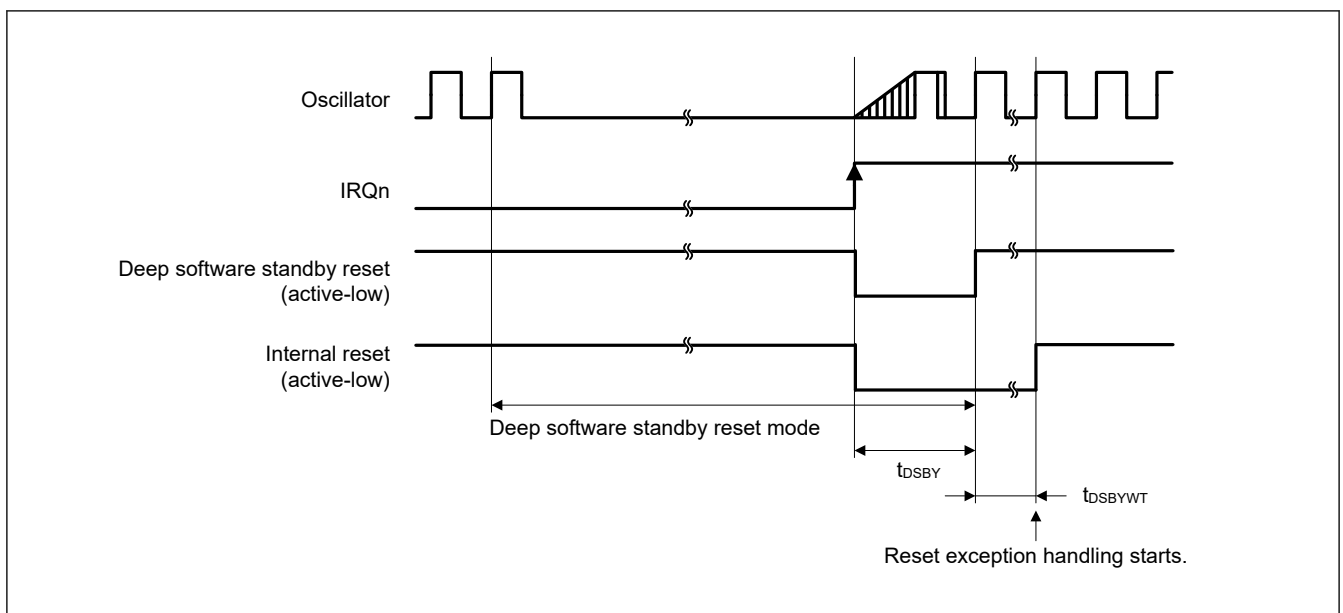 Oscillator
IRQn
Deep software standby reset
(active-low)
Internal reset
(active-low)
Deep software standby reset mode
tDSBY
tDSBYWT
Reset exception handling starts.